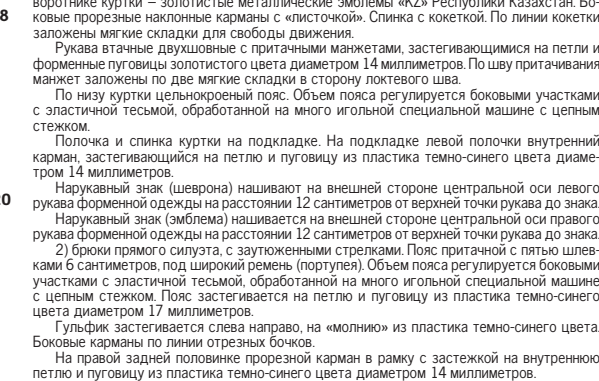 воротнике куртки – золотистые металлические эмблемы «KZ» Республики Казахстан. Бо-
8
ковые прорезные наклонные карманы с «листочкой». Спинка с кокеткой. По линии кокетки
заложены мягкие складки для свободы движения.
Рукава втачные двухшовные с притачными манжетами, застегивающимися на петли и
форменные пуговицы золотистого цвета диаметром 14 миллиметров. По шву притачивания
манжет заложены по две мягкие складки в сторону локтевого шва.
По низу куртки цельнокроеный пояс. Объем пояса регулируется боковыми участками
с эластичной тесьмой, обработанной на много игольной специальной машине с цепным
стежком.
Полочка и спинка куртки на подкладке. На подкладке левой полочки внутренний
карман, застегивающийся на петлю и пуговицу из пластика темно-синего цвета диаме-
тром 14 миллиметров.
Нарукавный знак (шеврона) нашивают на внешней стороне центральной оси левого
0
рукава форменной одежды на расстоянии 12 сантиметров от верхней точки рукава до знака.
Нарукавный знак (эмблема) нашивается на внешней стороне центральной оси правого
рукава форменной одежды на расстоянии 12 сантиметров от верхней точки рукава до знака.
2) брюки прямого силуэта, с заутюженными стрелками. Пояс притачной с пятью шлев-
ками 6 сантиметров, под широкий ремень (портупея). Объем пояса регулируется боковыми
участками с эластичной тесьмой, обработанной на много игольной специальной машине
с цепным стежком. Пояс застегивается на петлю и пуговицу из пластика темно-синего
цвета диаметром 17 миллиметров.
Гульфик застегивается слева направо, на «молнию» из пластика темно-синего цвета.
Боковые карманы по линии отрезных бочков.
На правой задней половинке прорезной карман в рамку с застежкой на внутреннюю
петлю и пуговицу из пластика темно-синего цвета диаметром 14 миллиметров.